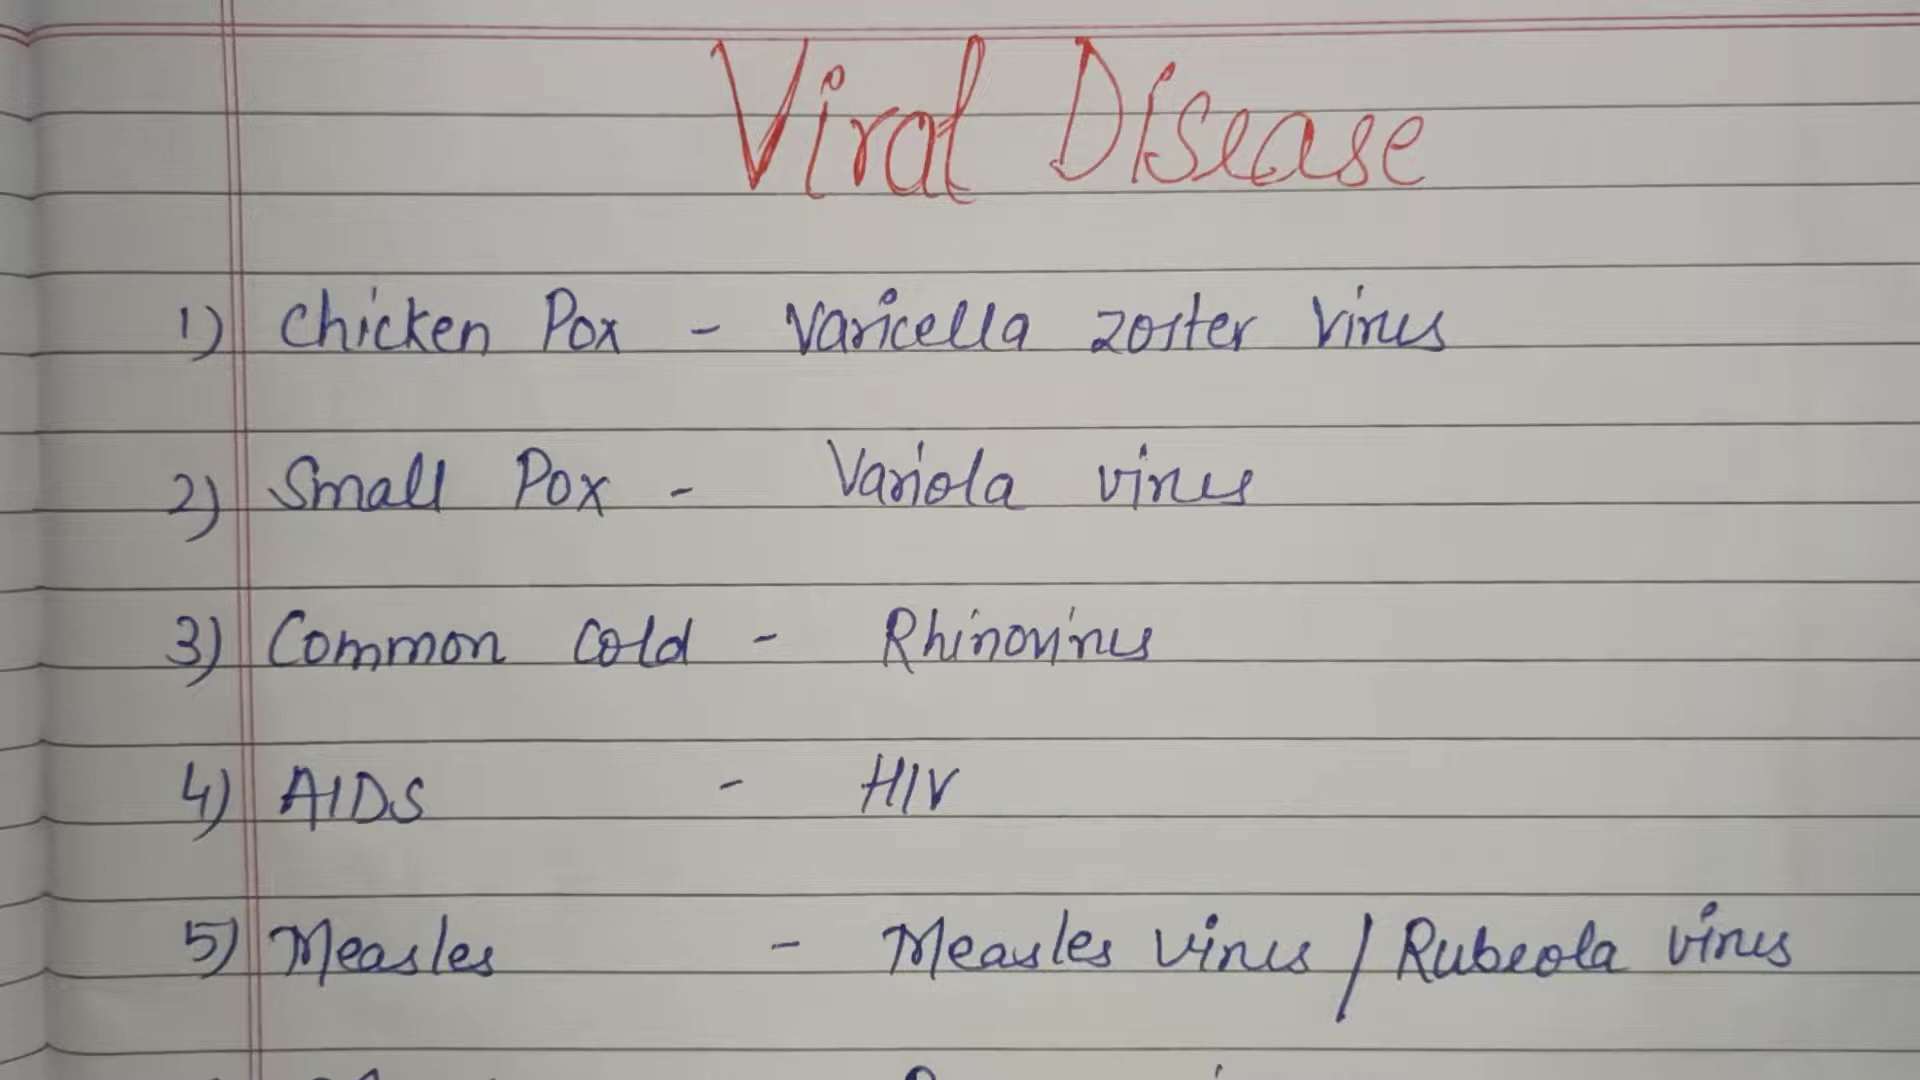 Viral Disease
1) Chicken Pox - Varicella zoster Virus
2) Small Pox - Variola virus
3) Common Cold - Rhinovirus
4) AIDS - HIV
5) Measles - Measles Virus / Rubeola virus